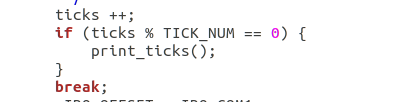 ticks ++;
if (ticks % TICK_NUM == 0) {
print_ticks();
}
break;